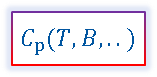 C_p(T, B, . . )